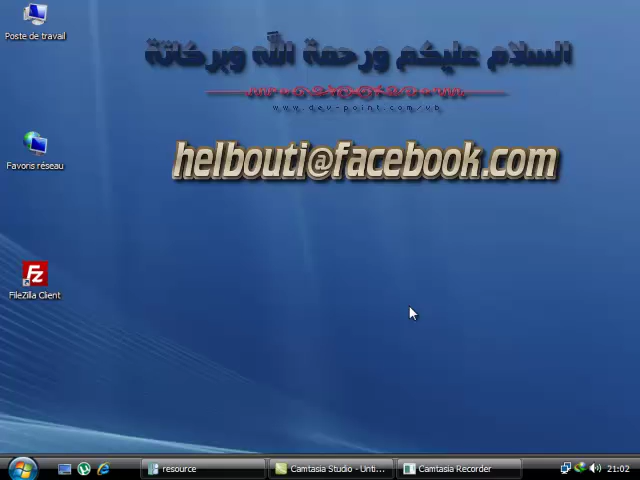 Poste de travail
السلام عليكم ورحمة الله وبركاتة
www.dev-point.com/vb
helbouti@facebook.com
Favoris réseau
FileZilla Client
resource
Camtasia Studio - Unti...
Camtasia Recorder
21:02